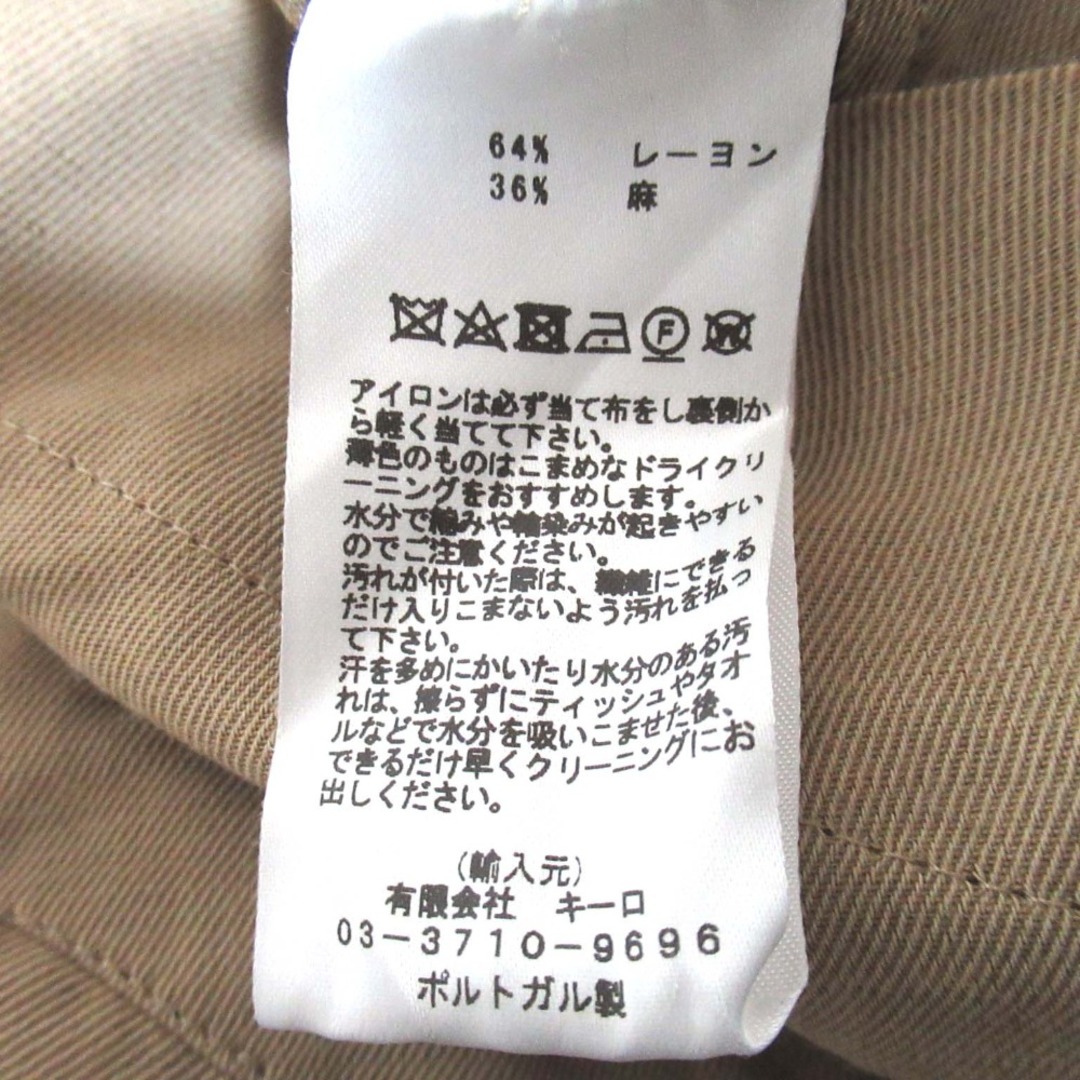 64% レーヨン
36% 麻
F W
アイロンは必ず当て布をし裏側か
ら軽く当てて下さい。
薄色のものはこまめなドライクリ
ーニングをおすすめします。
水分で縮みや輪染みが起きやすい
のでご注意ください。
汚れが付いた際は、繊維にできる
だけ入りこまないよう汚れを払っ
て下さい。
汗を多めにかいたり水分のある汚
れは、擦らずにティッシュやタオ
ルなどで水分を吸いこませた後、
できるだけ早くクリーニングにお
出しください。
(輸入元)
有限会社 キーロ
03-3710-9696
ポルトガル製